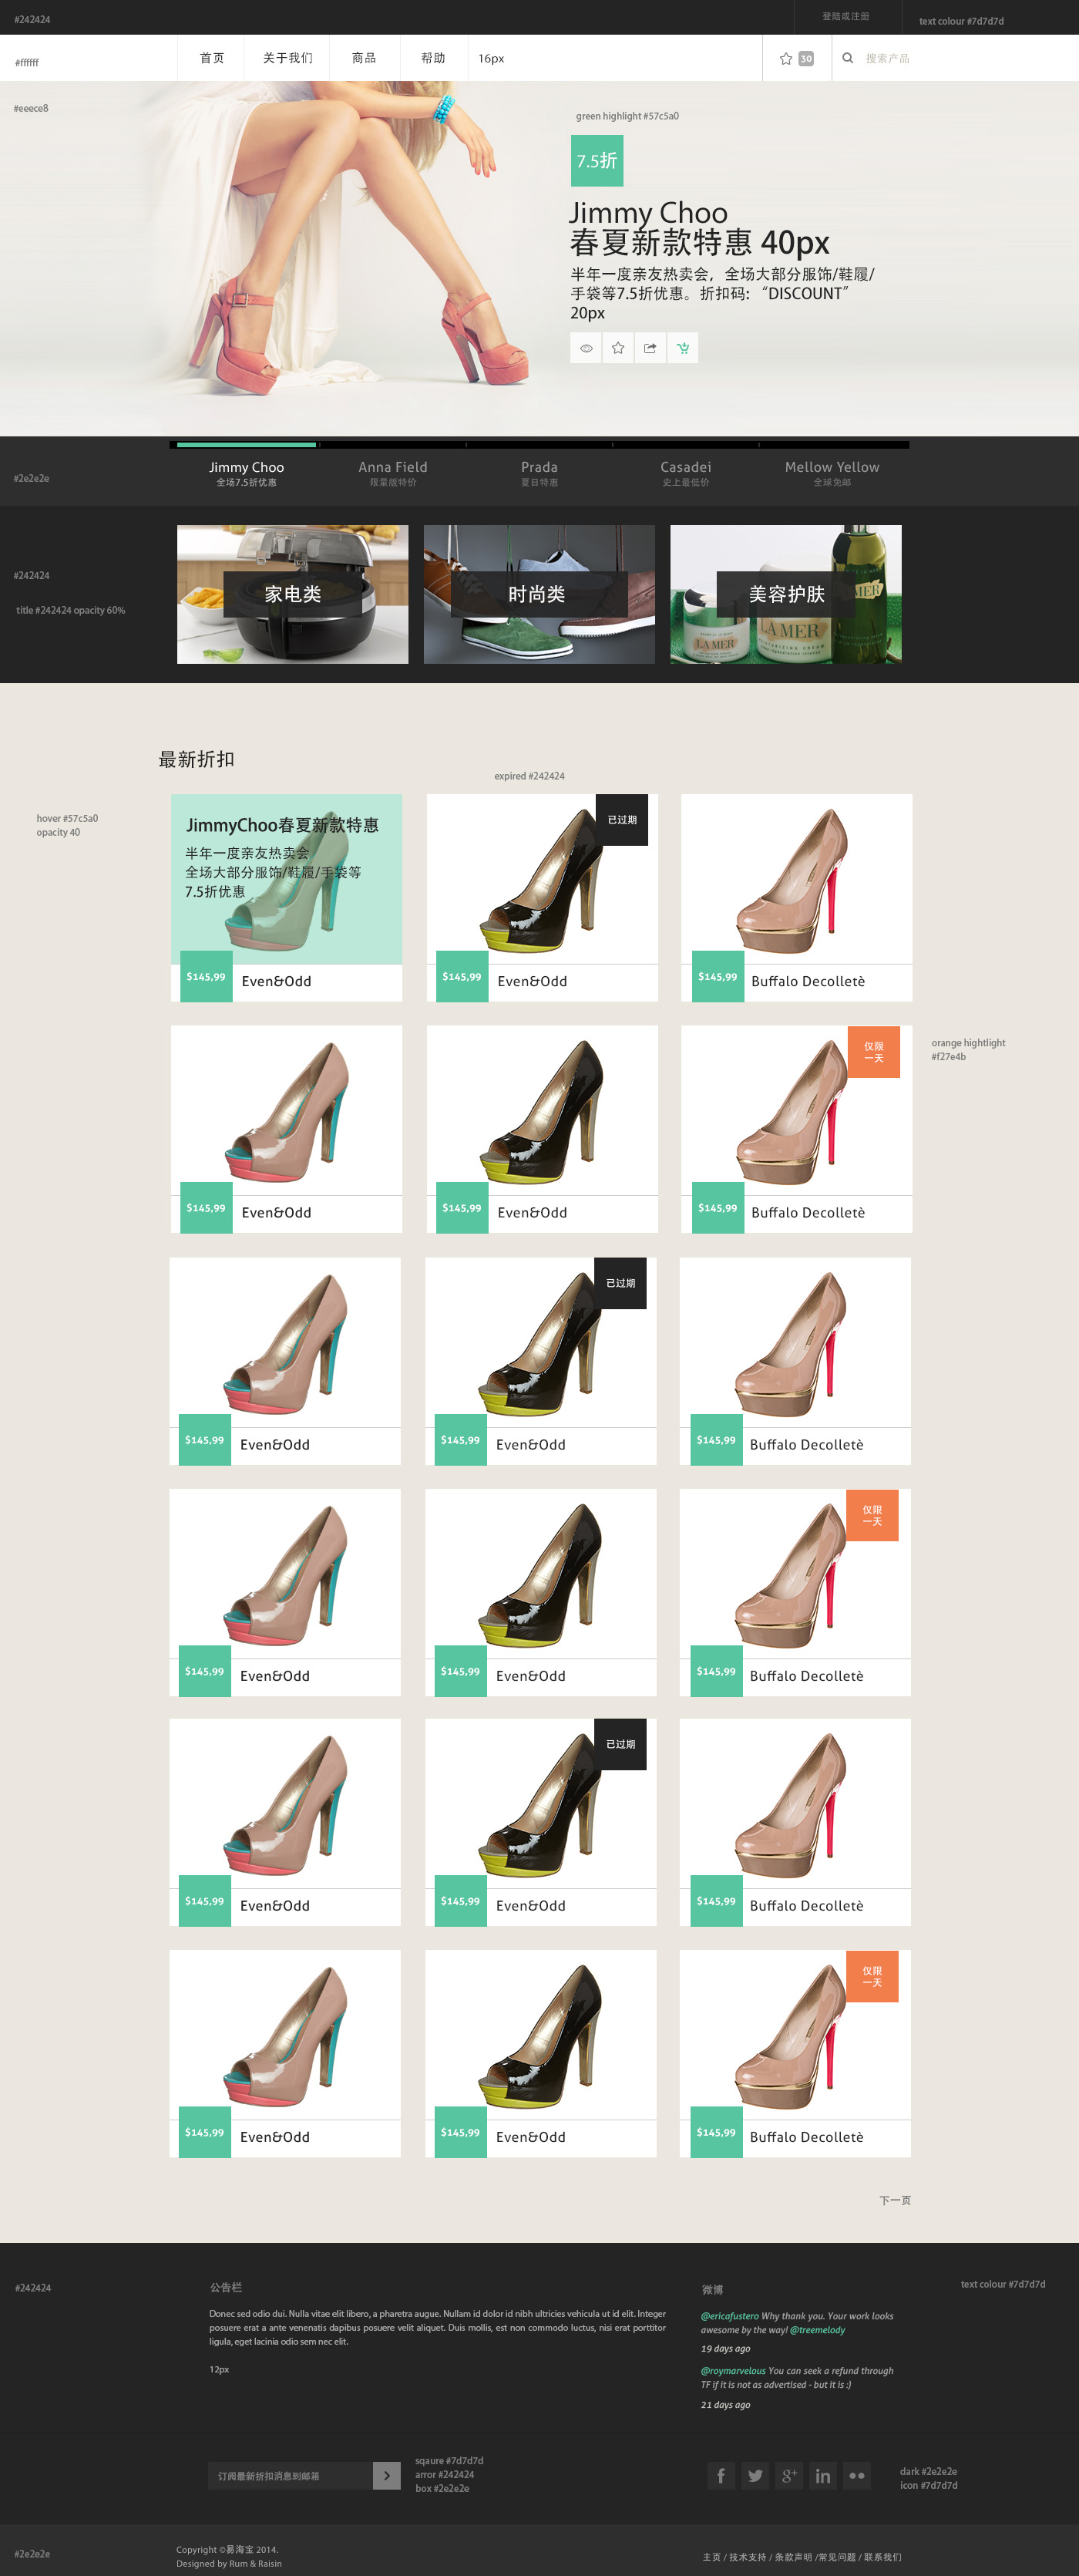 #242424
登陆或注册
text colour #7d7d7d
#ffffff
首页
关于我们
商品
帮助
16px
30
搜索产品
#eeece8
green highlight #57c5a0
7.5折
Jimmy Choo
春夏新款特惠 40px
半年一度亲友热卖会，全场大部分服饰/鞋履/
手袋等7.5折优惠。折扣码：“DISCOUNT”
20px
#2e2e2e
Jimmy Choo
全场7.5折优惠
Anna Field
限量版特价
Prada
夏日特惠
Casadei
史上最低价
Mellow Yellow
全球免邮
#242424
title #242424 opacity 60%
家电类
时尚类
美容护肤
LA MER
LA MER
最新折扣
expired #242424
hover #57c5a0
opacity 40
JimmyChoo春夏新款特惠
半年一度亲友热卖会
全场大部分服饰/鞋履/手袋等
7.5折优惠
已过期
$145,99
Even&Odd
$145,99
Even&Odd
$145,99
Buffalo Decolletè
仅限
一天
orange hightlight
#f27e4b
$145,99
Even&Odd
$145,99
Even&Odd
$145,99
Buffalo Decolletè
已过期
$145,99
Even&Odd
$145,99
Even&Odd
$145,99
Buffalo Decolletè
仅限
一天
$145,99
Even&Odd
$145,99
Even&Odd
$145,99
Buffalo Decolletè
已过期
$145,99
Even&Odd
$145,99
Even&Odd
$145,99
Buffalo Decolletè
仅限
一天
$145,99
Even&Odd
$145,99
Even&Odd
$145,99
Buffalo Decolletè
下一页
#242424
公告栏
Donec sed odio dui. Nulla vitae elit libero, a pharetra augue. Nullam id dolor id nibh ultricies vehicula ut id elit. Integer
posuere erat a ante venenatis dapibus posuere velit aliquet. Duis mollis, est non commodo luctus, nisi erat porttitor
ligula, eget lacinia odio sem nec elit.
12px
微博
text colour #7d7d7d
@ericafustero Why thank you. Your work looks
awesome by the way! @treemelody
19 days ago
@roymarvelous You can seek a refund through
TF if it is not as advertised - but it is :)
21 days ago
订阅最新折扣消息到邮箱
sqaure #7d7d7d
arror #242424
box #2e2e2e
dark #2e2e2e
icon #7d7d7d
#2e2e2e
Copyright ©易海宝 2014.
Designed by Rum & Raisin
主页 / 技术支持 / 条款声明 /常见问题 / 联系我们